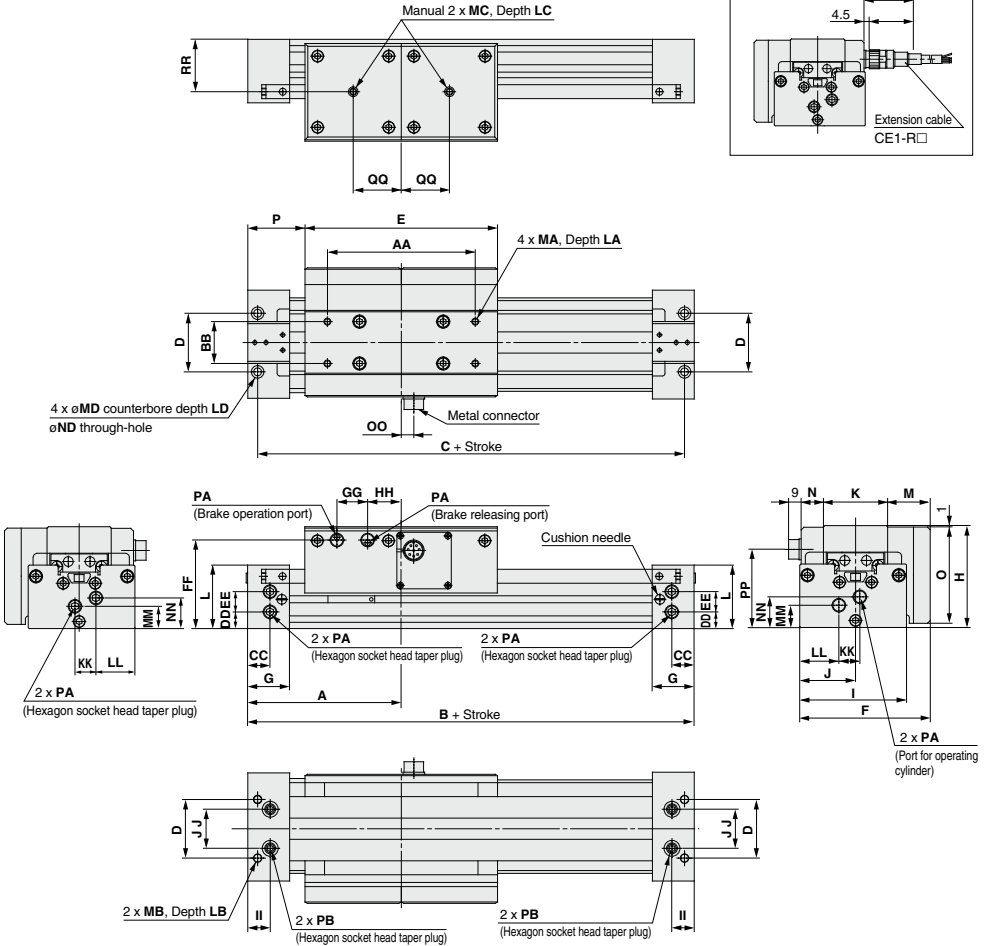 Manual 2 x MC, Depth LC
4.5
RR
Extension cable
CE1-R□
QQ QQ
P E
AA
4 x MA, Depth LA
D BB D
4 x øMD counterbore depth LD
øND through-hole
Metal connector
OO
C + Stroke
PA
(Brake operation port)
GG HH
PA
(Brake releasing port)
Cushion needle
9 N K M
1
FF L EE DD
L EE DD
PP NN MM
O H
MM NN
KK LL
2 x PA
(Hexagon socket head taper plug)
CC
G
2 x PA
(Hexagon socket head taper plug)
2 x PA
(Hexagon socket head taper plug)
CC
G
A
B + Stroke
LL KK
J
I
F
2 x PA
(Port for operating
cylinder)
D JJ
JJ D
2 x MB, Depth LB
II
2 x PB
(Hexagon socket head taper plug)
2 x PB
(Hexagon socket head taper plug)
II